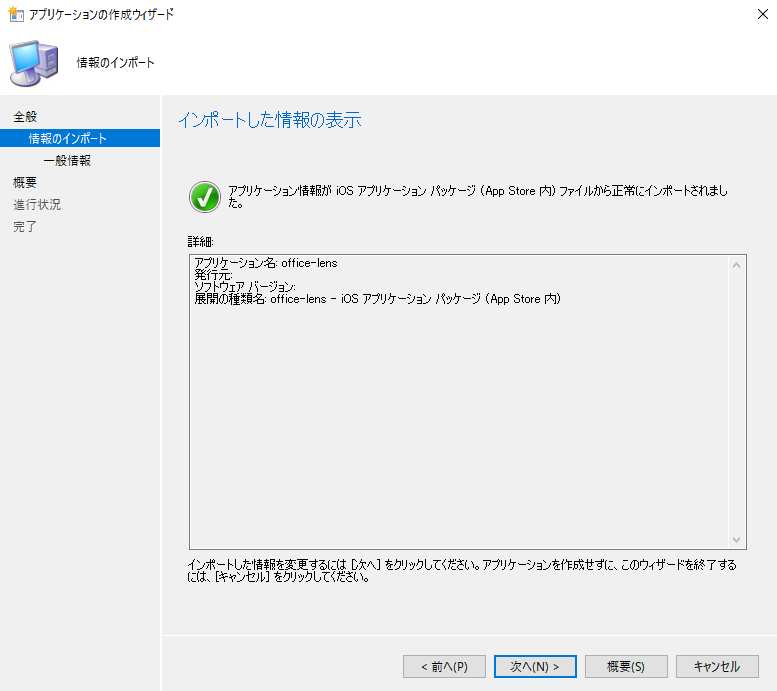 アプリケーションの作成ウィザード
情報のインポート
全般
情報のインポート
一般情報
概要
進行状況
完了
インポートした情報の表示
アプリケーション情報が iOS アプリケーション パッケージ (App Store 内) ファイルから正常にインポートされまし
た。
詳細:
アプリケーション名: office-lens
発行元:
ソフトウェア バージョン:
展開の種類名: office-lens - iOS アプリケーション パッケージ (App Store 内)
インポートした情報を変更するには [次へ] をクリックしてください。アプリケーションを作成せずに、このウィザードを終了する
には、[キャンセル] をクリックしてください。
< 前へ(P)
次へ(N) >
概要(S)
キャンセル